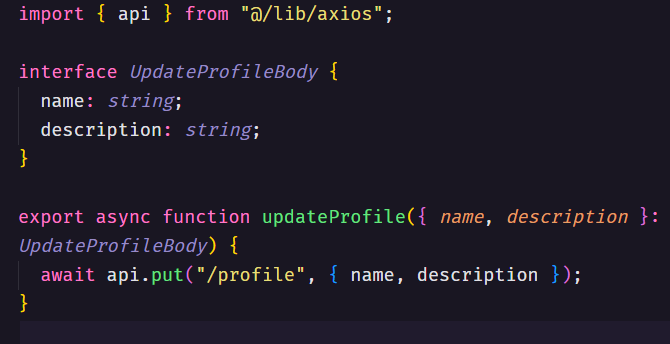 import { api } from "@/lib/axios";
interface UpdateProfileBody {
name: string;
description: string;
}
export async function updateProfile({ name, description }:
UpdateProfileBody) {
await api.put("/profile", { name, description });
}